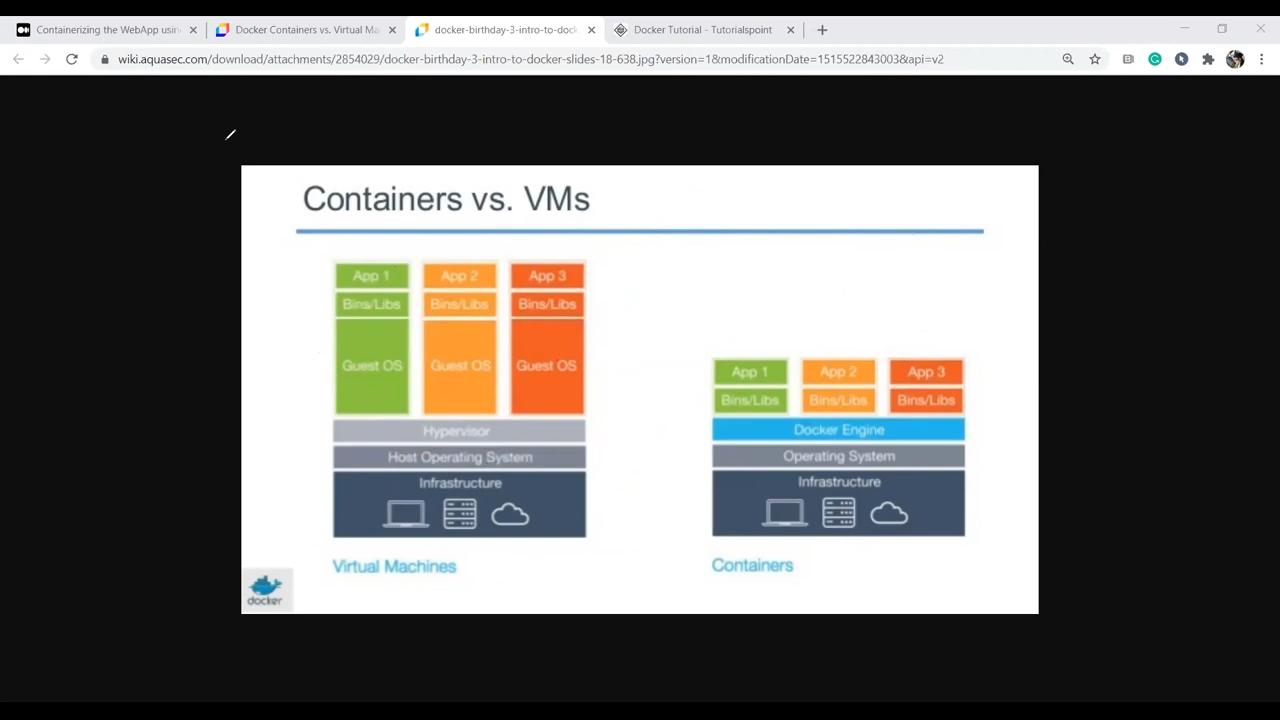 Containerizing the WebApp usin
Docker Containers vs. Virtual Ma
docker-birthday-3-intro-to-dock
Docker Tutorial - Tutorialspoint
wiki.aquasec.com/download/attachments/2854029/docker-birthday-3-intro-to-docker-slides-18-638.jpg?version=1&modificationDate=1515522843003&api=v2
Containers vs. VMs
App 1 App 2 App 3
Bins/Libs Bins/Libs Bins/Libs
Guest OS Guest OS Guest OS
Hypervisor
Host Operating System
Infrastructure
Virtual Machines
App 1 App 2 App 3
Bins/Libs Bins/Libs Bins/Libs
Docker Engine
Operating System
Infrastructure
Containers
docker